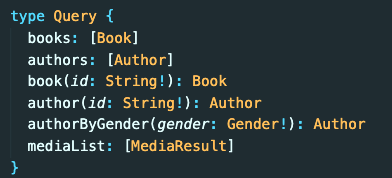 type Query {
  books: [Book]
  authors: [Author]
  book(id: String!): Book
  author(id: String!): Author
  authorByGender(gender: Gender!): Author
  mediaList: [MediaResult]
}